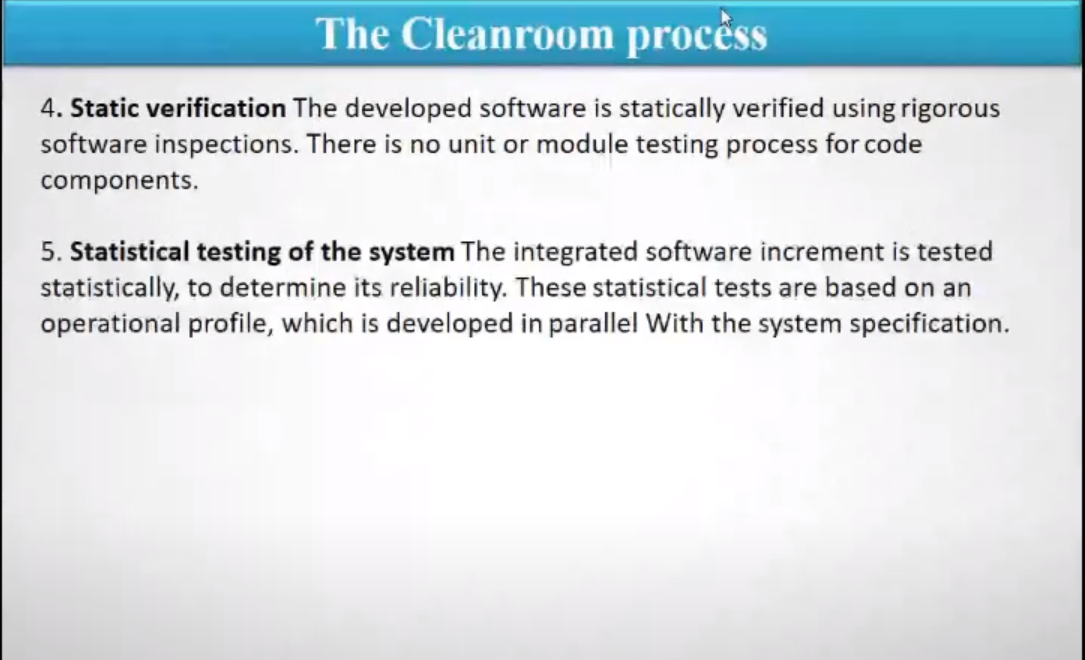 The Cleanroom process
4. Static verification The developed software is statically verified using rigorous
software inspections. There is no unit or module testing process for code
components.
5. Statistical testing of the system The integrated software increment is tested
statistically, to determine its reliability. These statistical tests are based on an
operational profile, which is developed in parallel With the system specification.